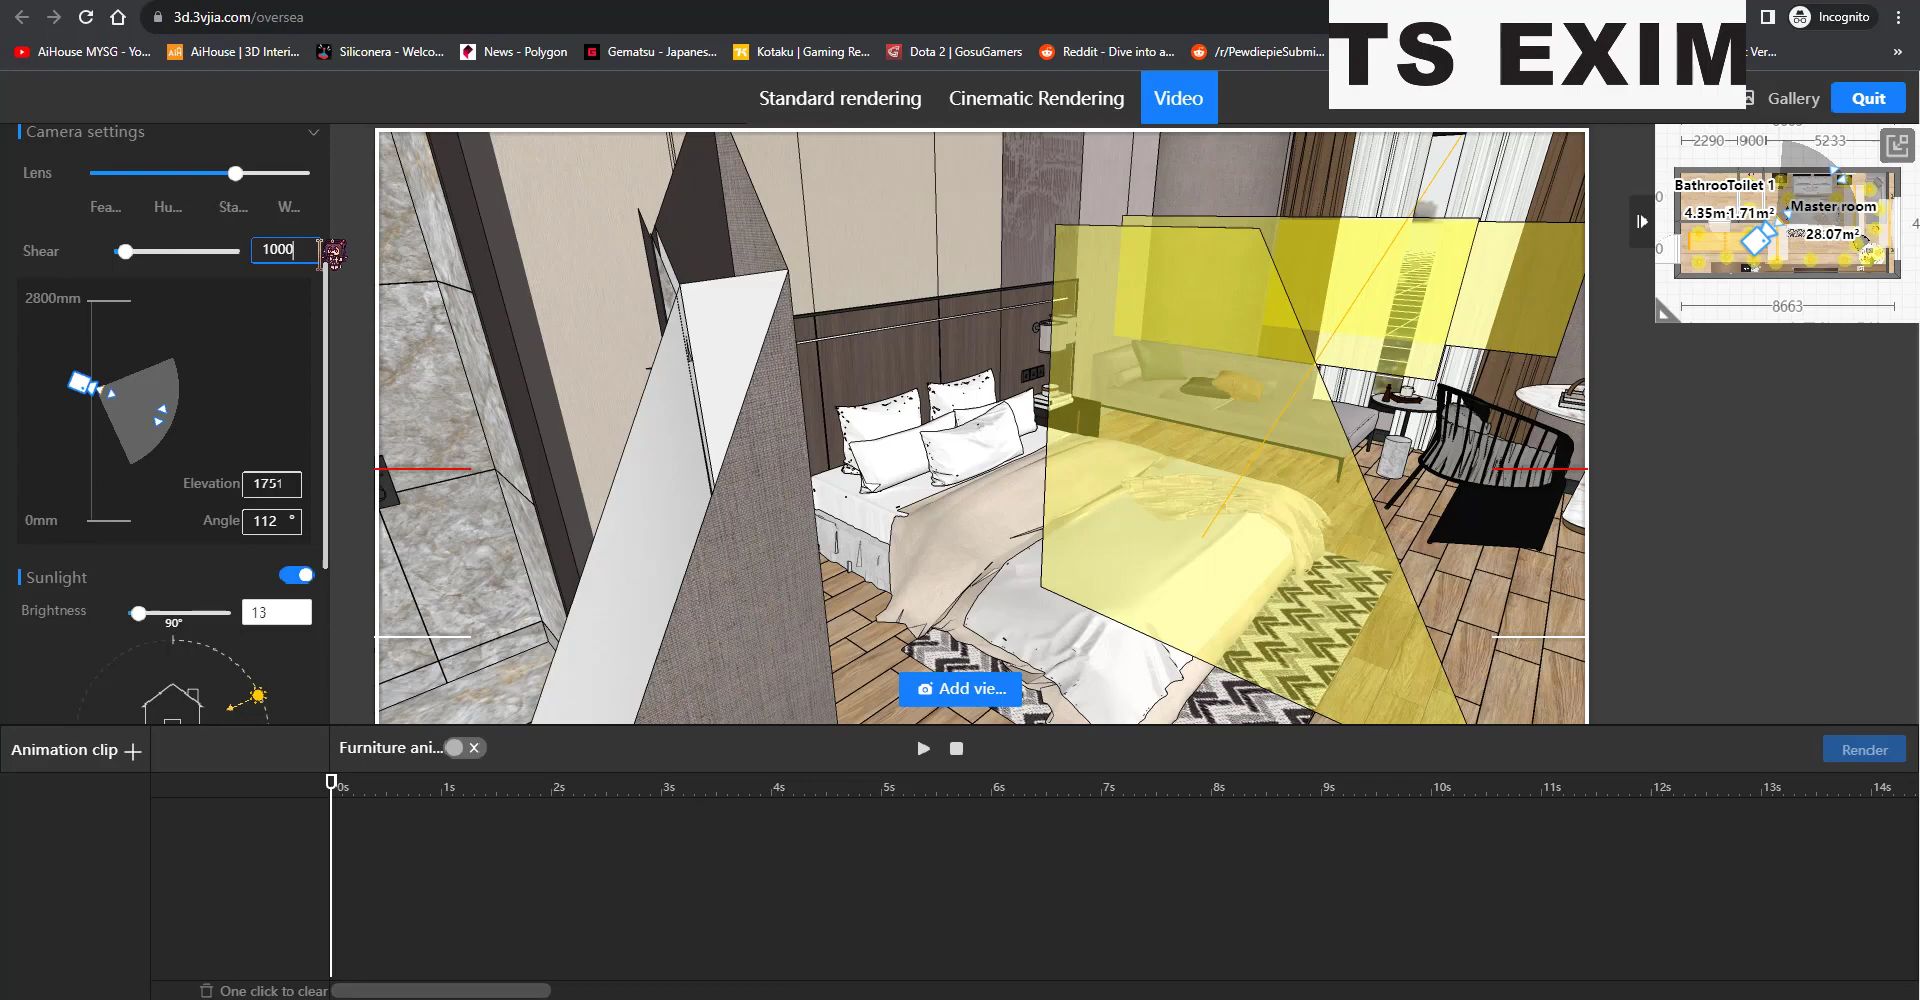 3d.3vjia.com/oversea
Incognito
AiHouse MYSG - Yo...
AiHouse | 3D Interi...
Siliconera - Welco...
News - Polygon
Gematsu - Japanes...
Kotaku | Gaming Re...
Dota 2 | GosuGamers
Reddit - Dive into a...
/r/PewdiepieSubmi...
Ver...
»
TS EXIM
Standard rendering
Cinematic Rendering
Video
Gallery
Quit
Camera settings
Lens
Fea...
Hu...
Sta...
W...
Shear
1000
2800mm
0mm
Elevation
1751
Angle
112 °
Sunlight
Brightness
13
90°
2290
900
5233
BathrooToilet 1
4.35m 1.71m²
Master room
28.07m²
8663
Add vie...
Animation clip
Furniture ani...
Render
0s
1s
2s
3s
4s
5s
6s
7s
8s
9s
10s
11s
12s
13s
14s
One click to clear